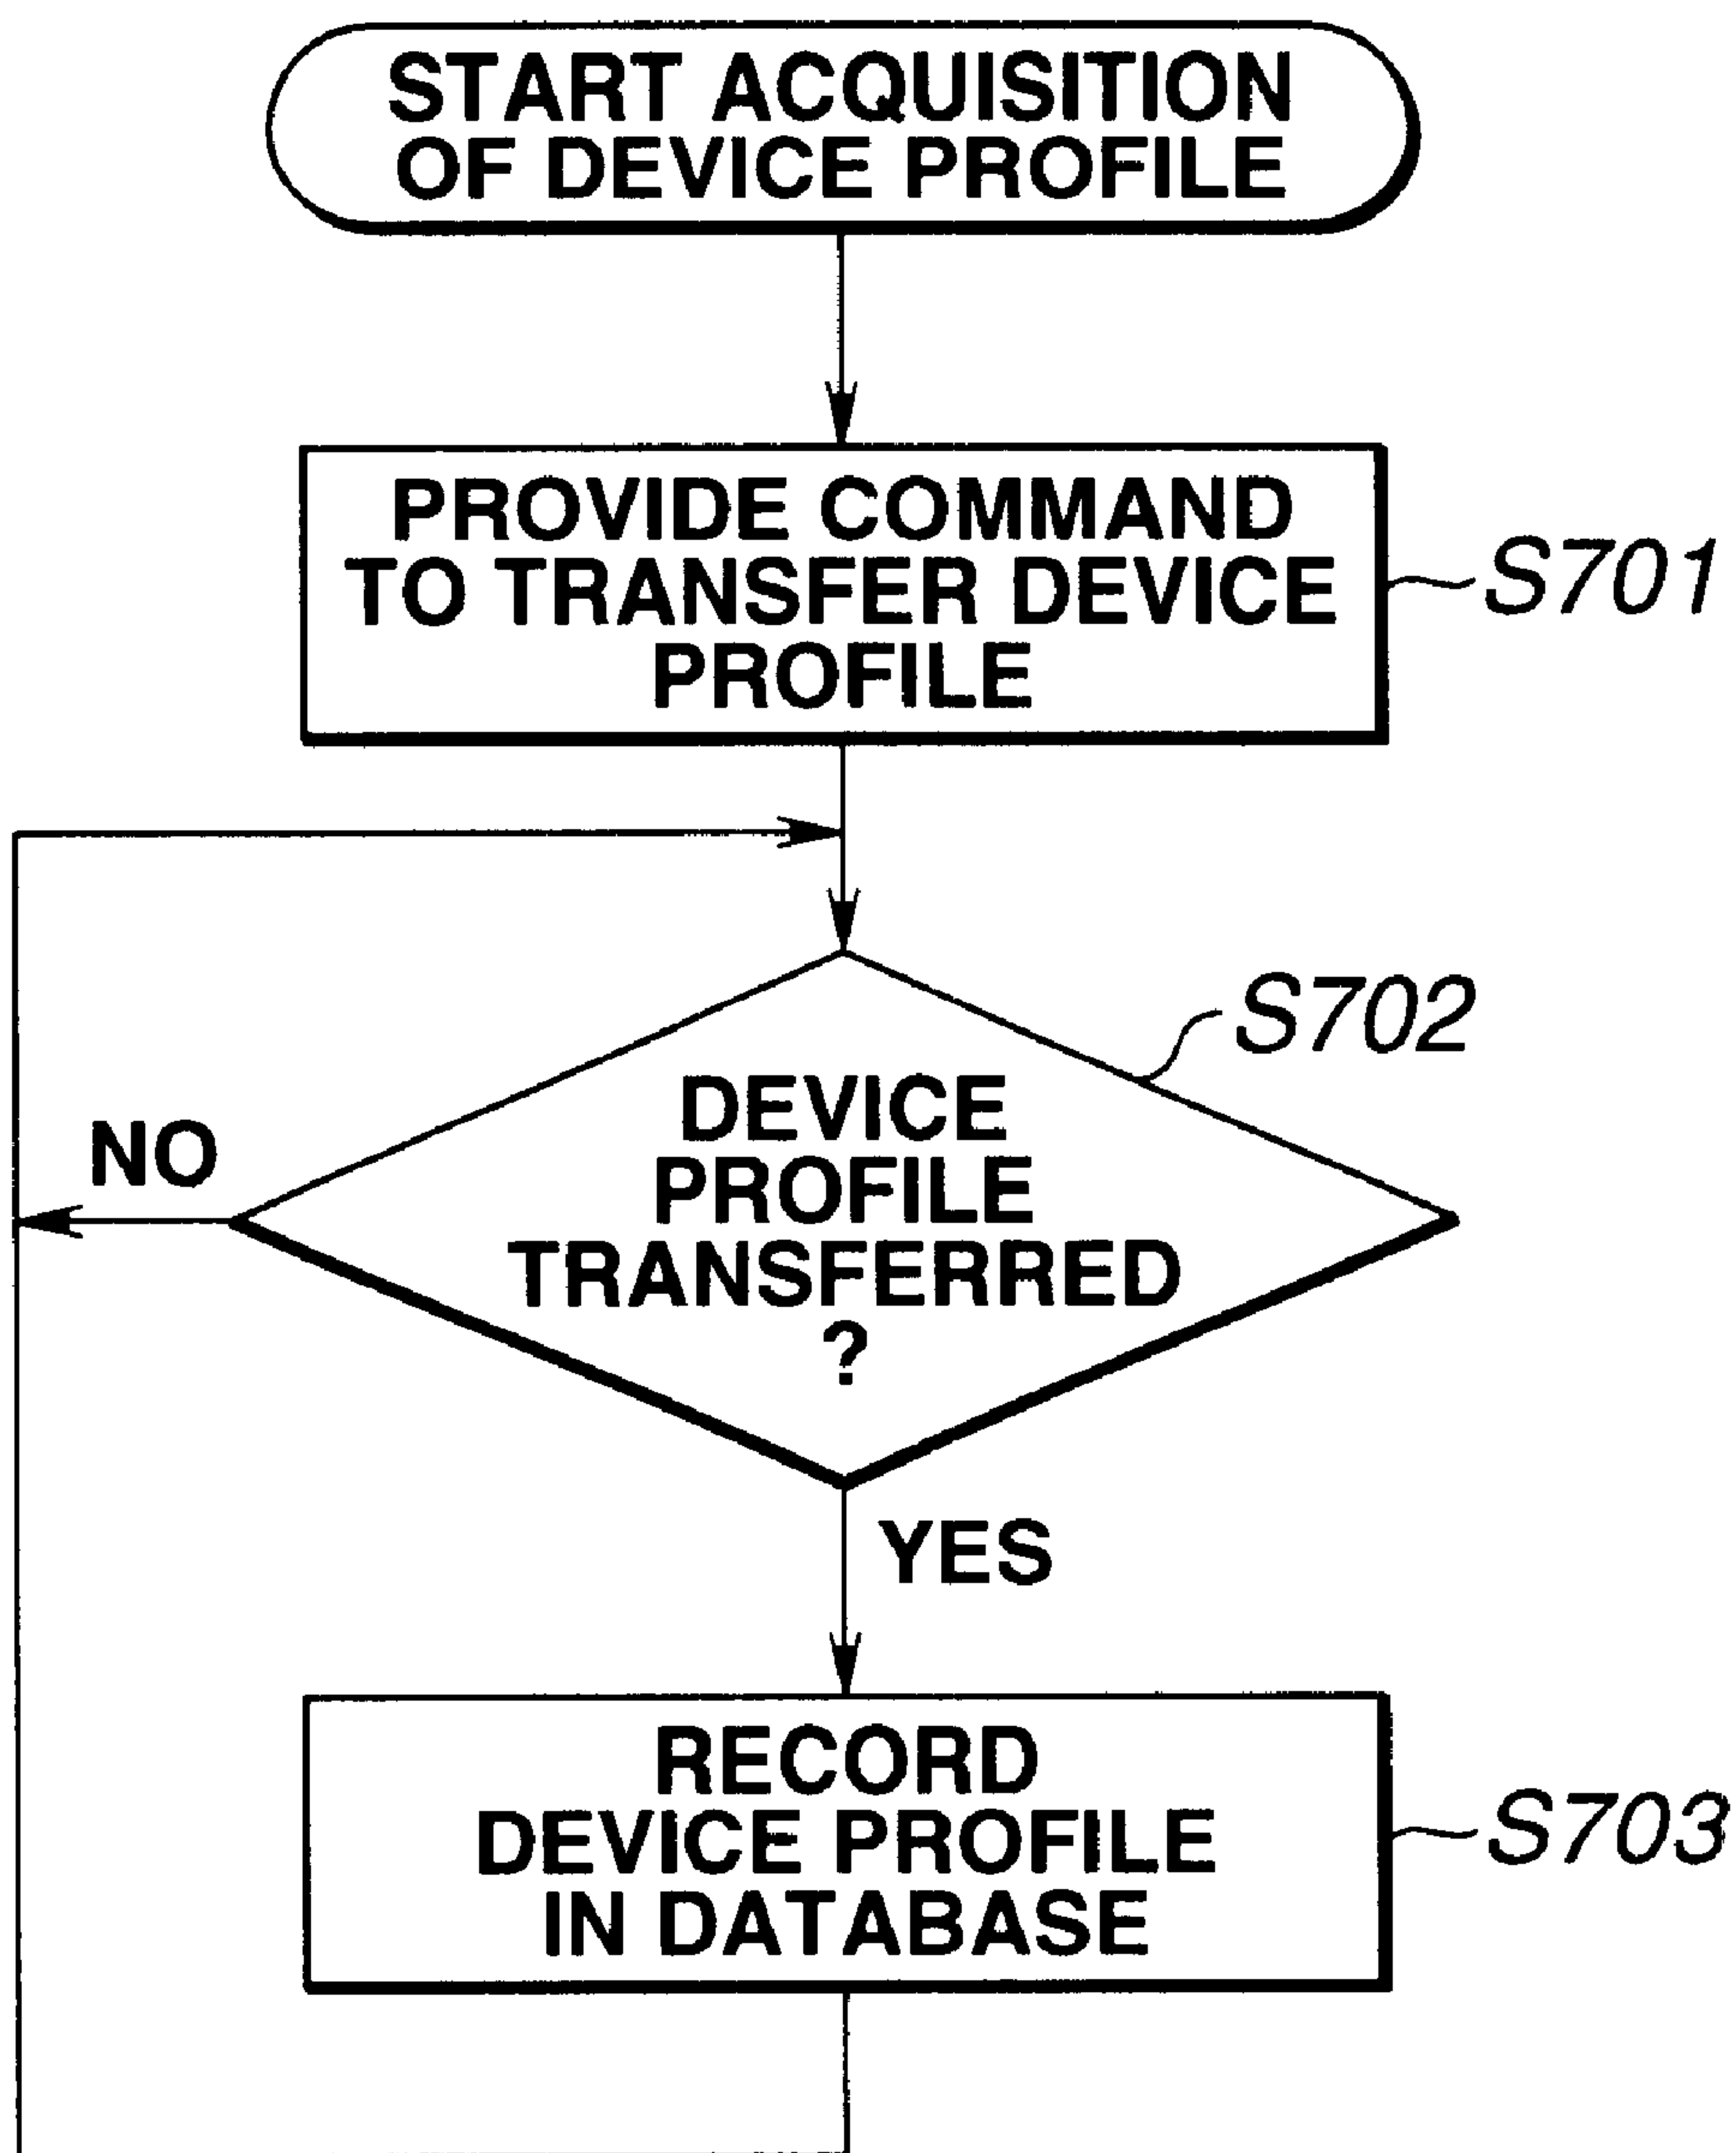 START ACQUISITION
OF DEVICE PROFILE
PROVIDE COMMAND
TO TRANSFER DEVICE
PROFILE
S701
S702
DEVICE
PROFILE
TRANSFERRED
?
NO
YES
RECORD
DEVICE PROFILE
IN DATABASE
S703